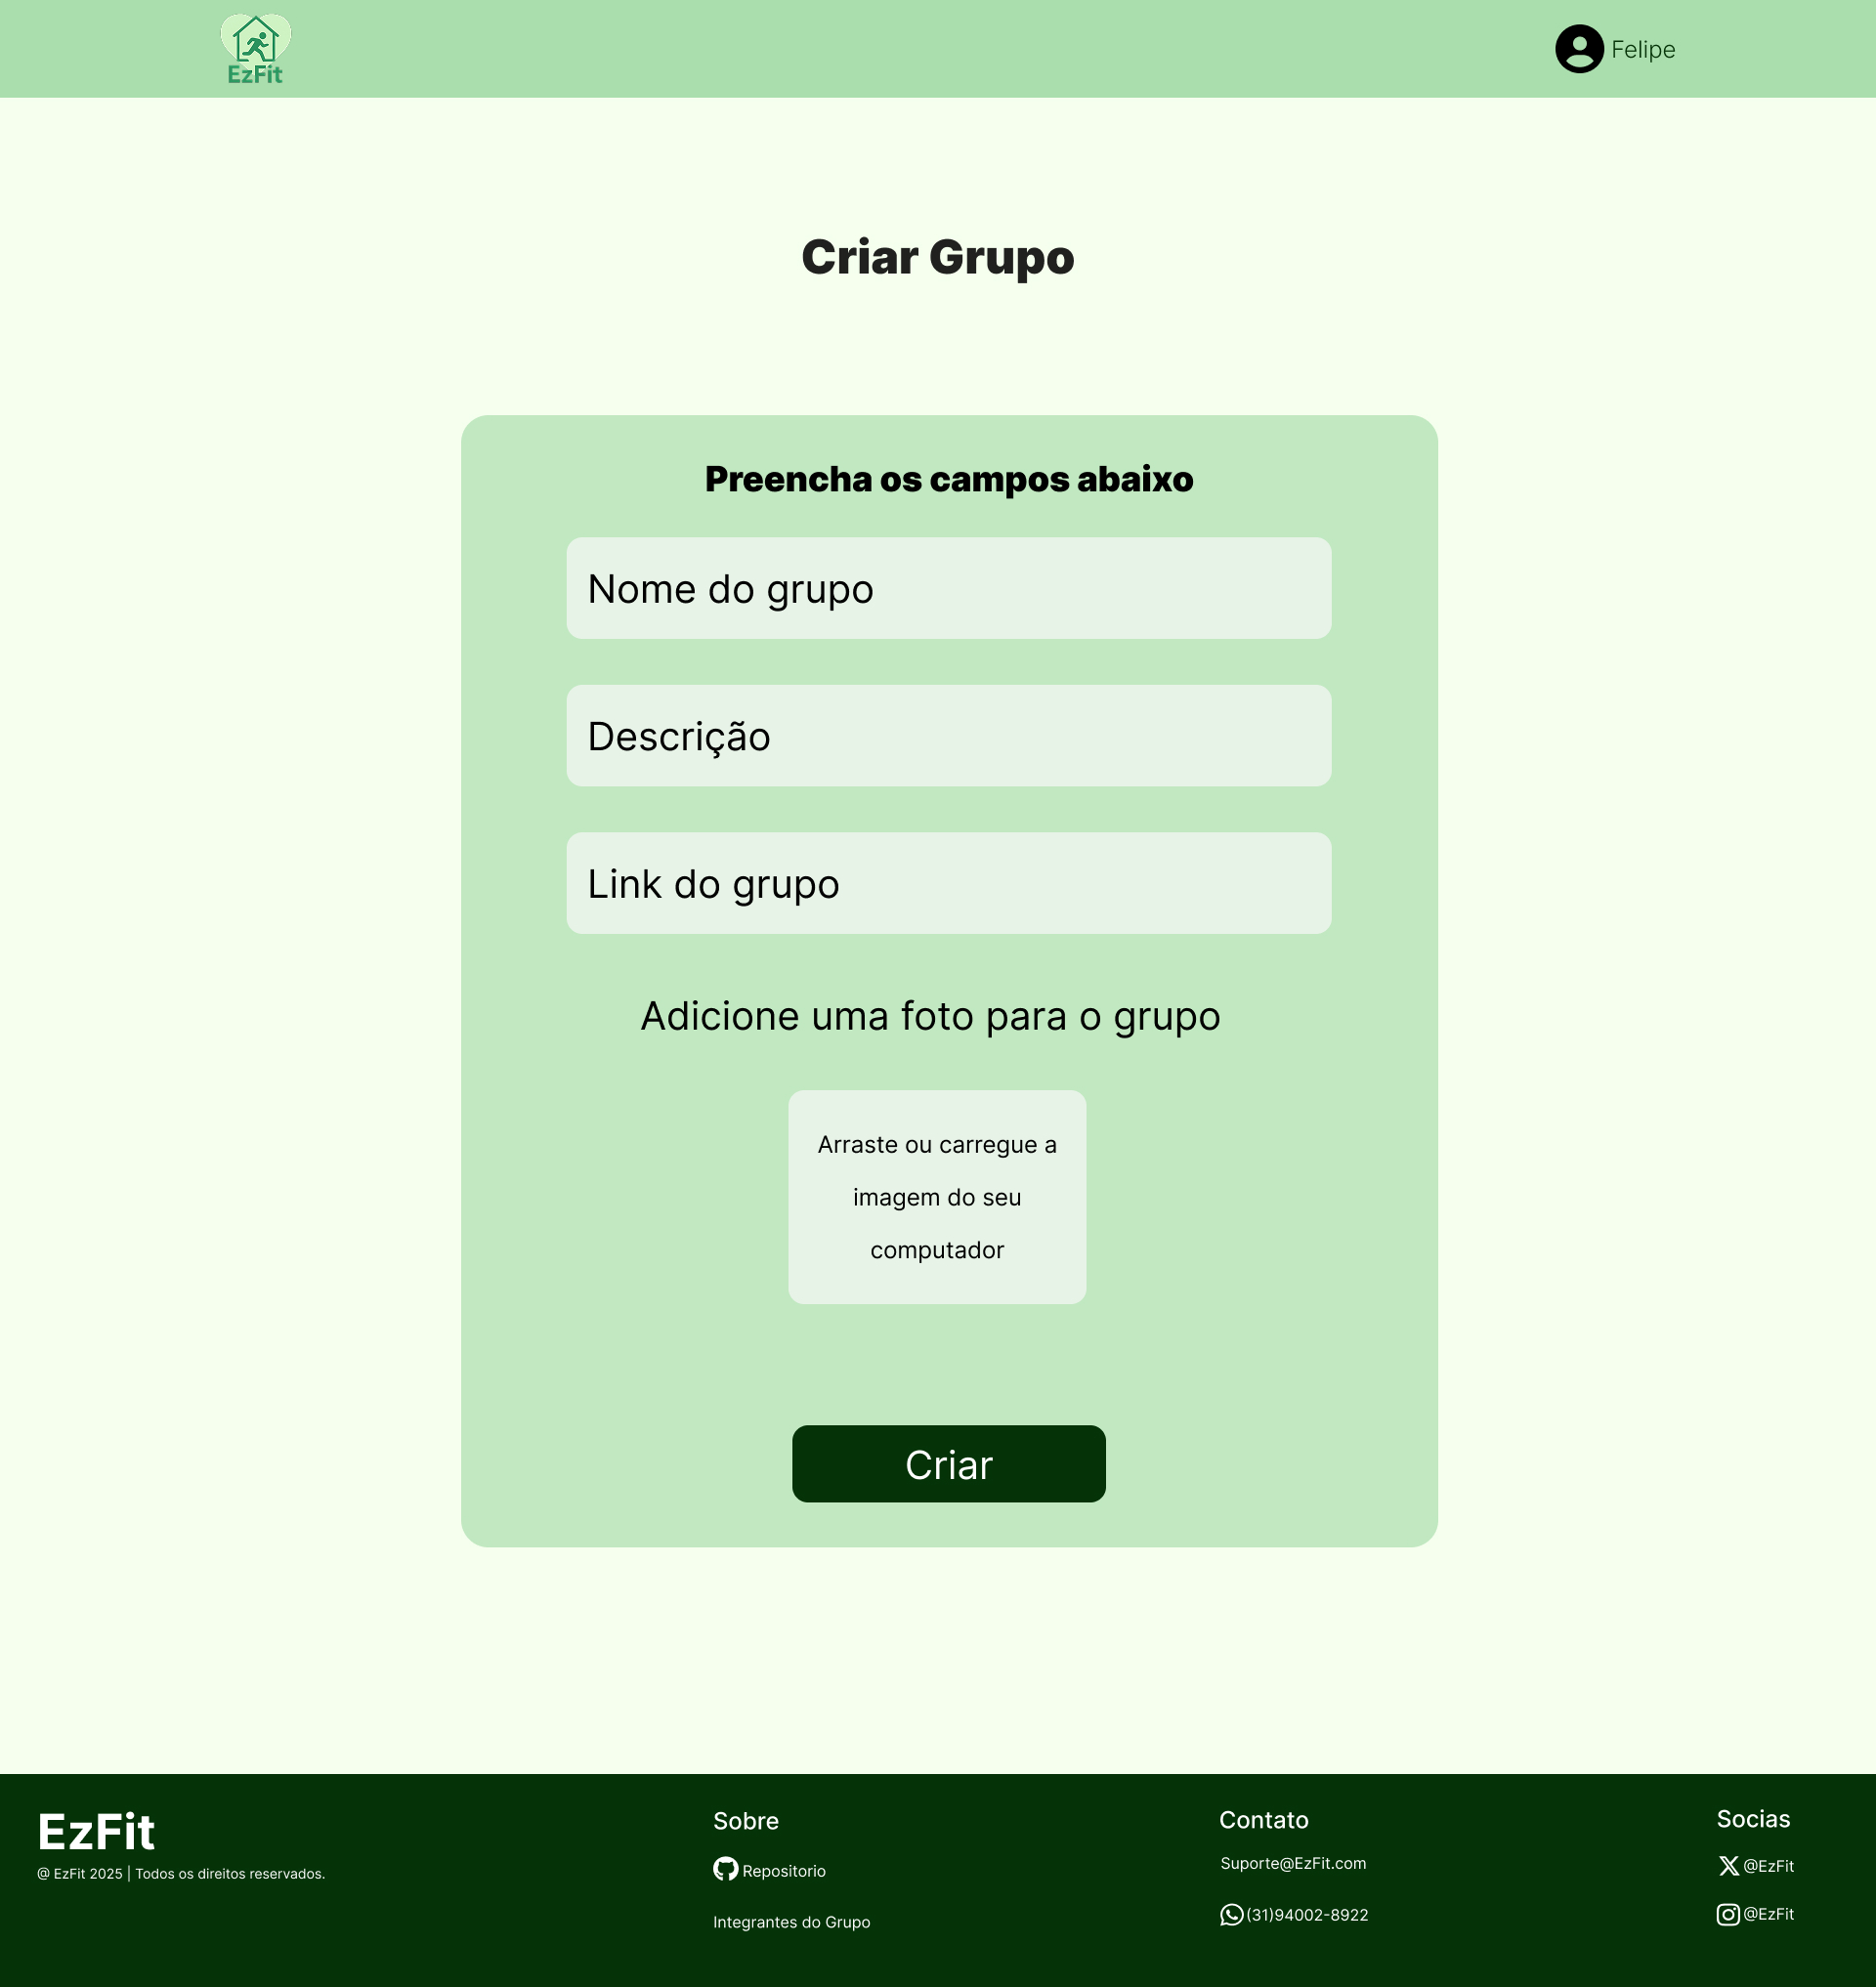 EzFit
Felipe
Criar Grupo
Preencha os campos abaixo
Nome do grupo
Descrição
Link do grupo
Adicione uma foto para o grupo
Arraste ou carregue a
imagem do seu
computador
Criar
EzFit
@ EzFit 2025 | Todos os direitos reservados.
Sobre
Repositorio
Integrantes do Grupo
Contato
Suporte@EzFit.com
(31)94002-8922
Socias
@EzFit
@EzFit